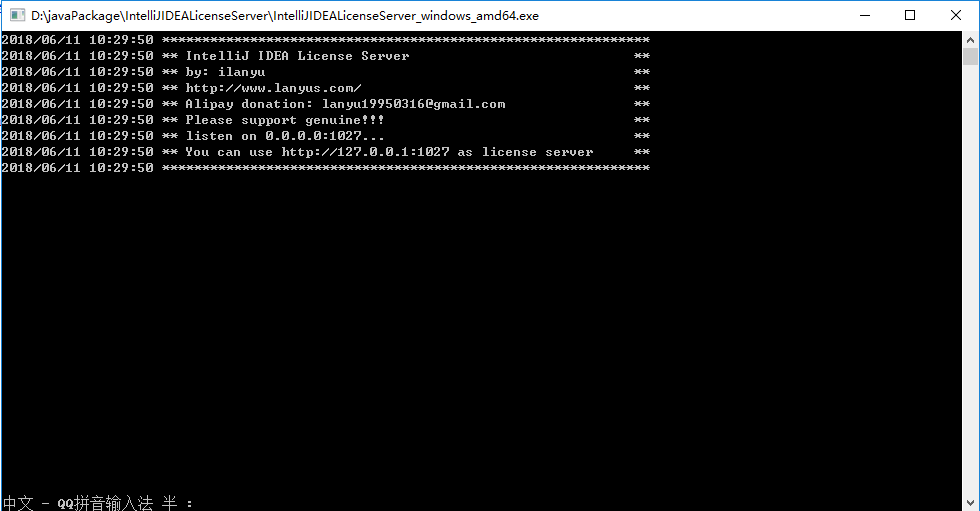 D:\javaPackage\IntelliJIDEALicenseServer\IntelliJIDEALicenseServer_windows_amd64.exe
2018/06/11 10:29:50 *************************************************************
2018/06/11 10:29:50 ** IntelliJ IDEA License Server                            **
2018/06/11 10:29:50 ** by: ilanyu                                              **
2018/06/11 10:29:50 ** http://www.lanyus.com/                                  **
2018/06/11 10:29:50 ** Alipay donation: lanyu19950316@gmail.com                **
2018/06/11 10:29:50 ** Please support genuine!!!                               **
2018/06/11 10:29:50 ** listen on 0.0.0.0:1027...                               **
2018/06/11 10:29:50 ** You can use http://127.0.0.1:1027 as license server     **
2018/06/11 10:29:50 *************************************************************
中文 - QQ拼音输入法 半 :